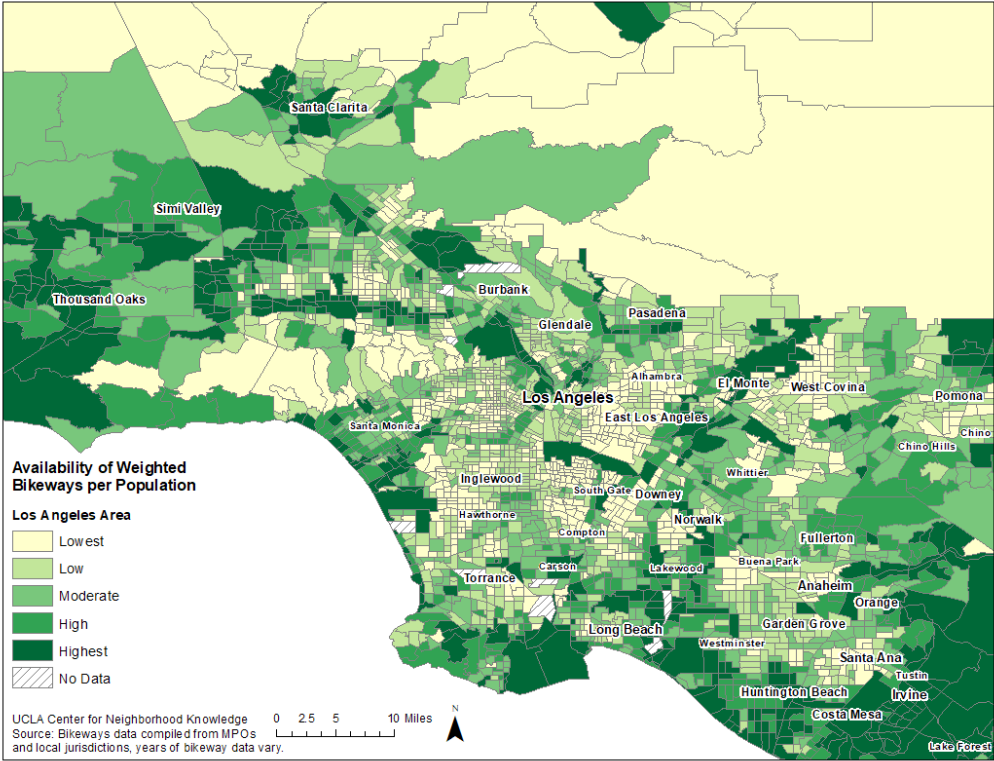 Santa Clarita
Simi Valley
Thousand Oaks
Burbank
Pasadena
Glendale
Alhambra
El Monte
West Covina
Los Angeles
Pomona
East Los Angeles
Santa Monica
Chino
Chino Hills
Whittier
Inglewood
South Gate
Downey
Hawthorne
Norwalk
Compton
Fullerton
Buena Park
Carson
Lakewood
Torrance
Anaheim
Orange
Garden Grove
Long Beach
Westminster
Santa Ana
Tustin
Huntington Beach
Irvine
Costa Mesa
Lake Forest
Availability of Weighted
Bikeways per Population
Los Angeles Area
Lowest
Low
Moderate
High
Highest
No Data
UCLA Center for Neighborhood Knowledge
Source: Bikeways data compiled from MPOs
and local jurisdictions, years of bikeway data vary.
0 2.5 5 10 Miles
N